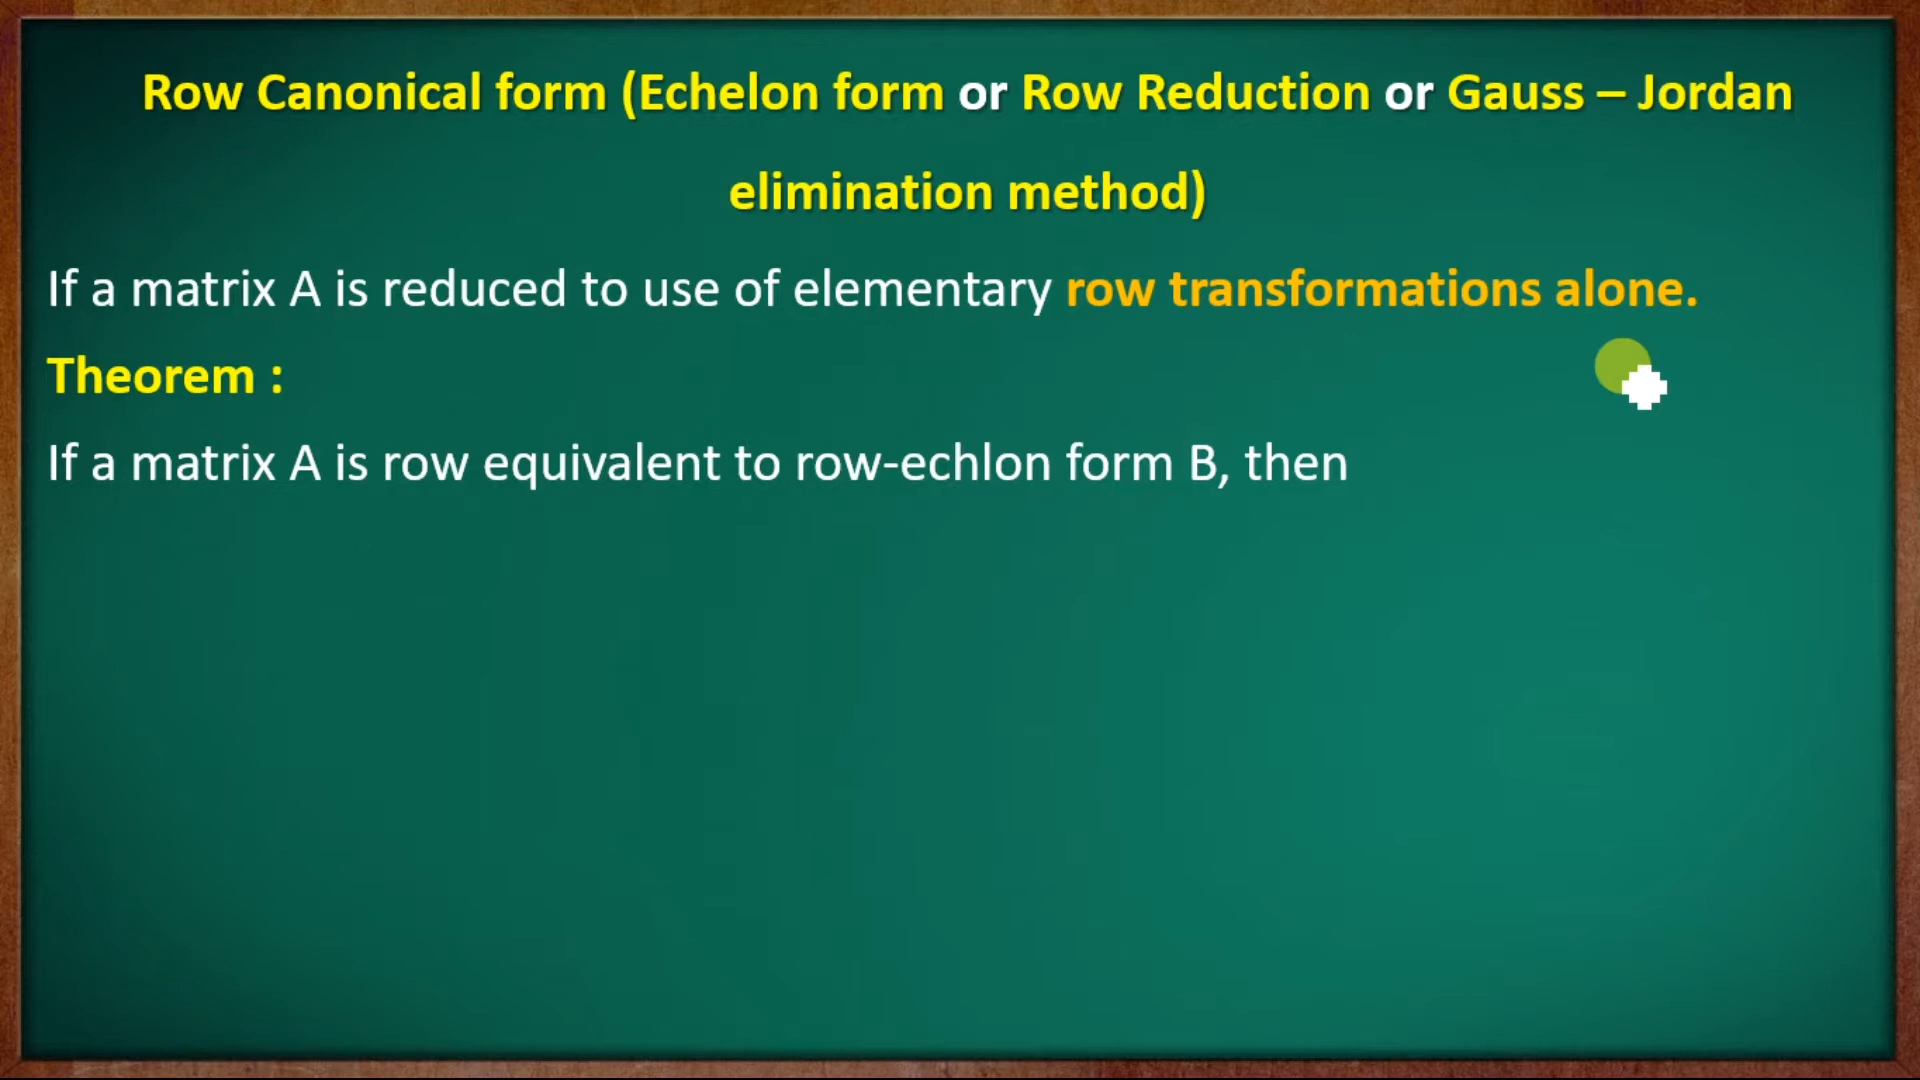 Row Canonical form (Echelon form or Row Reduction or Gauss – Jordan
elimination method)
If a matrix A is reduced to use of elementary row transformations alone.
Theorem :
If a matrix A is row equivalent to row-echlon form B, then